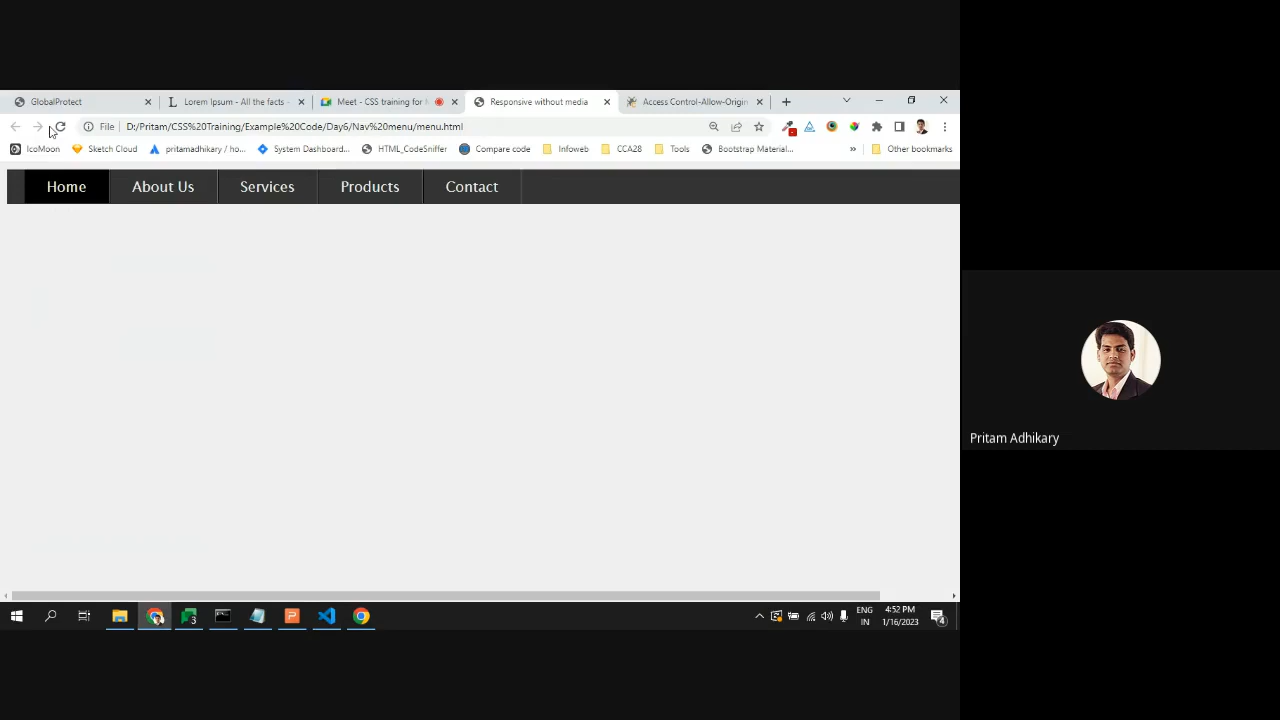 GlobalProtect
Lorem Ipsum - All the facts -
Meet - CSS training for
Responsive without media
Access Control-Allow-Origin
File D:/Pritam/CSS%20Training/Example%20Code/Day6/Nav%20menu/menu.html
IcoMoon Sketch Cloud pritamadhikary / ho... System Dashboard... HTML_CodeSniffer Compare code Infoweb CCA28 Tools Bootstrap Material... » Other bookmarks
Home About Us Services Products Contact
Pritam Adhikary
ENG 4:52 PM
IN 1/16/2023
3
4